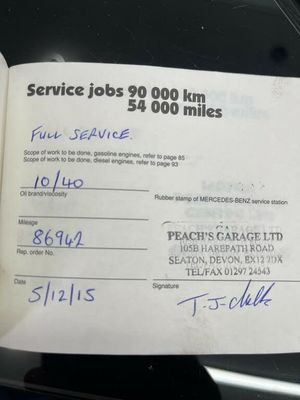 Service jobs 90 000 km
54 000 miles
FULL SERVICE.
Scope of work to be done, gasoline engines, refer to page 85
Scope of work to be done, diesel engines, refer to page 93
10/40
Oil brand/viscosity
Rubber stamp of MERCEDES-BENZ service station
Mileage
86942
PEACH'S GARAGE LTD
105B HAREPATH ROAD
SEATON, DEVON, EX12 7DX
TEL/FAX 01297 24543
Rep. order No.
Date
Signature
5/12/15